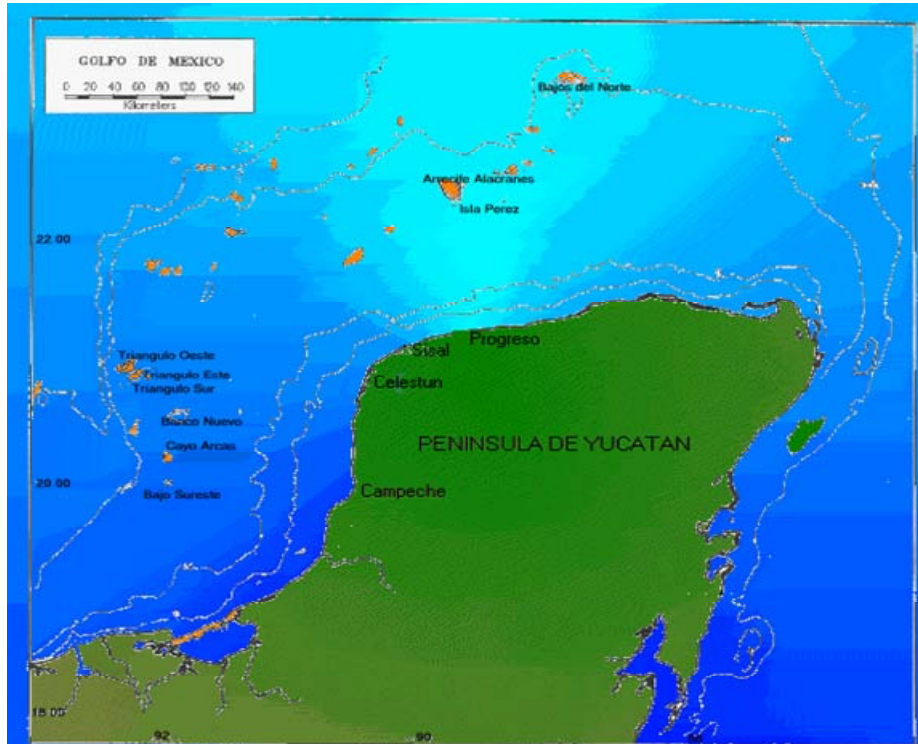 GOLFO DE MEXICO
0 20 40 60 80 100 120 140
Kilometers
Bajos del Norte
Arrecife Alacranes
Isla Perez
22.00
Progreso
Sisal
Triangulo Oeste
Triangulo Este
Triangulo Sur
Celestun
Banco Nuevo
PENINSULA DE YUCATAN
Cayo Arcas
20.00
Bajo Sureste
Campeche
18.00
92
90